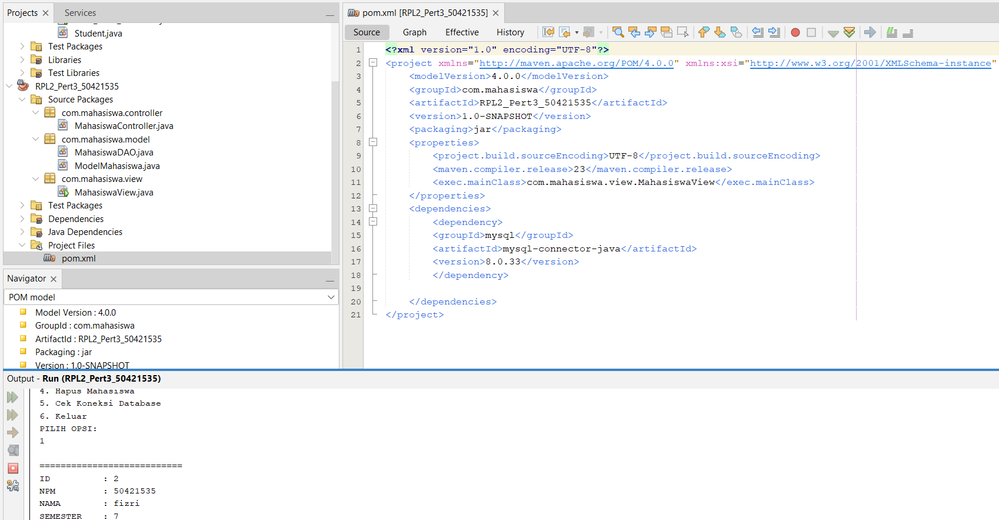 Projects
Services
Student.java
Test Packages
Libraries
Test Libraries
RPL2_Pert3_50421535
Source Packages
com.mahasiswa.controller
MahasiswaController.java
com.mahasiswa.model
MahasiswaDAO.java
ModelMahasiswa.java
com.mahasiswa.view
MahasiswaView.java
Test Packages
Dependencies
Java Dependencies
Project Files
pom.xml
Navigator
POM model
Model Version : 4.0.0
GroupId : com.mahasiswa
ArtifactId : RPL2_Pert3_50421535
Packaging : jar
Version : 1.0-SNAPSHOT
pom.xml [RPL2_Pert3_50421535]
Source Graph Effective History
1 <?xml version="1.0" encoding="UTF-8"?>
2 <project xmlns="http://maven.apache.org/POM/4.0.0" xmlns:xsi="http://www.w3.org/2001/XMLSchema-instance"
3 <modelVersion>4.0.0</modelVersion>
4 <groupId>com.mahasiswa</groupId>
5 <artifactId>RPL2_Pert3_50421535</artifactId>
6 <version>1.0-SNAPSHOT</version>
7 <packaging>jar</packaging>
8 <properties>
9 <project.build.sourceEncoding>UTF-8</project.build.sourceEncoding>
10 <maven.compiler.release>23</maven.compiler.release>
11 <exec.mainClass>com.mahasiswa.view.MahasiswaView</exec.mainClass>
12 </properties>
13 <dependencies>
14 <dependency>
15 <groupId>mysql</groupId>
16 <artifactId>mysql-connector-java</artifactId>
17 <version>8.0.33</version>
18 </dependency>
19
20 </dependencies>
21 </project>
Output - Run (RPL2_Pert3_50421535)
4. Hapus Mahasiswa
5. Cek Koneksi Database
6. Keluar
PILIH OPSI:
1
===========================
ID : 2
NPM : 50421535
NAMA : fizri
SEMESTER : 7